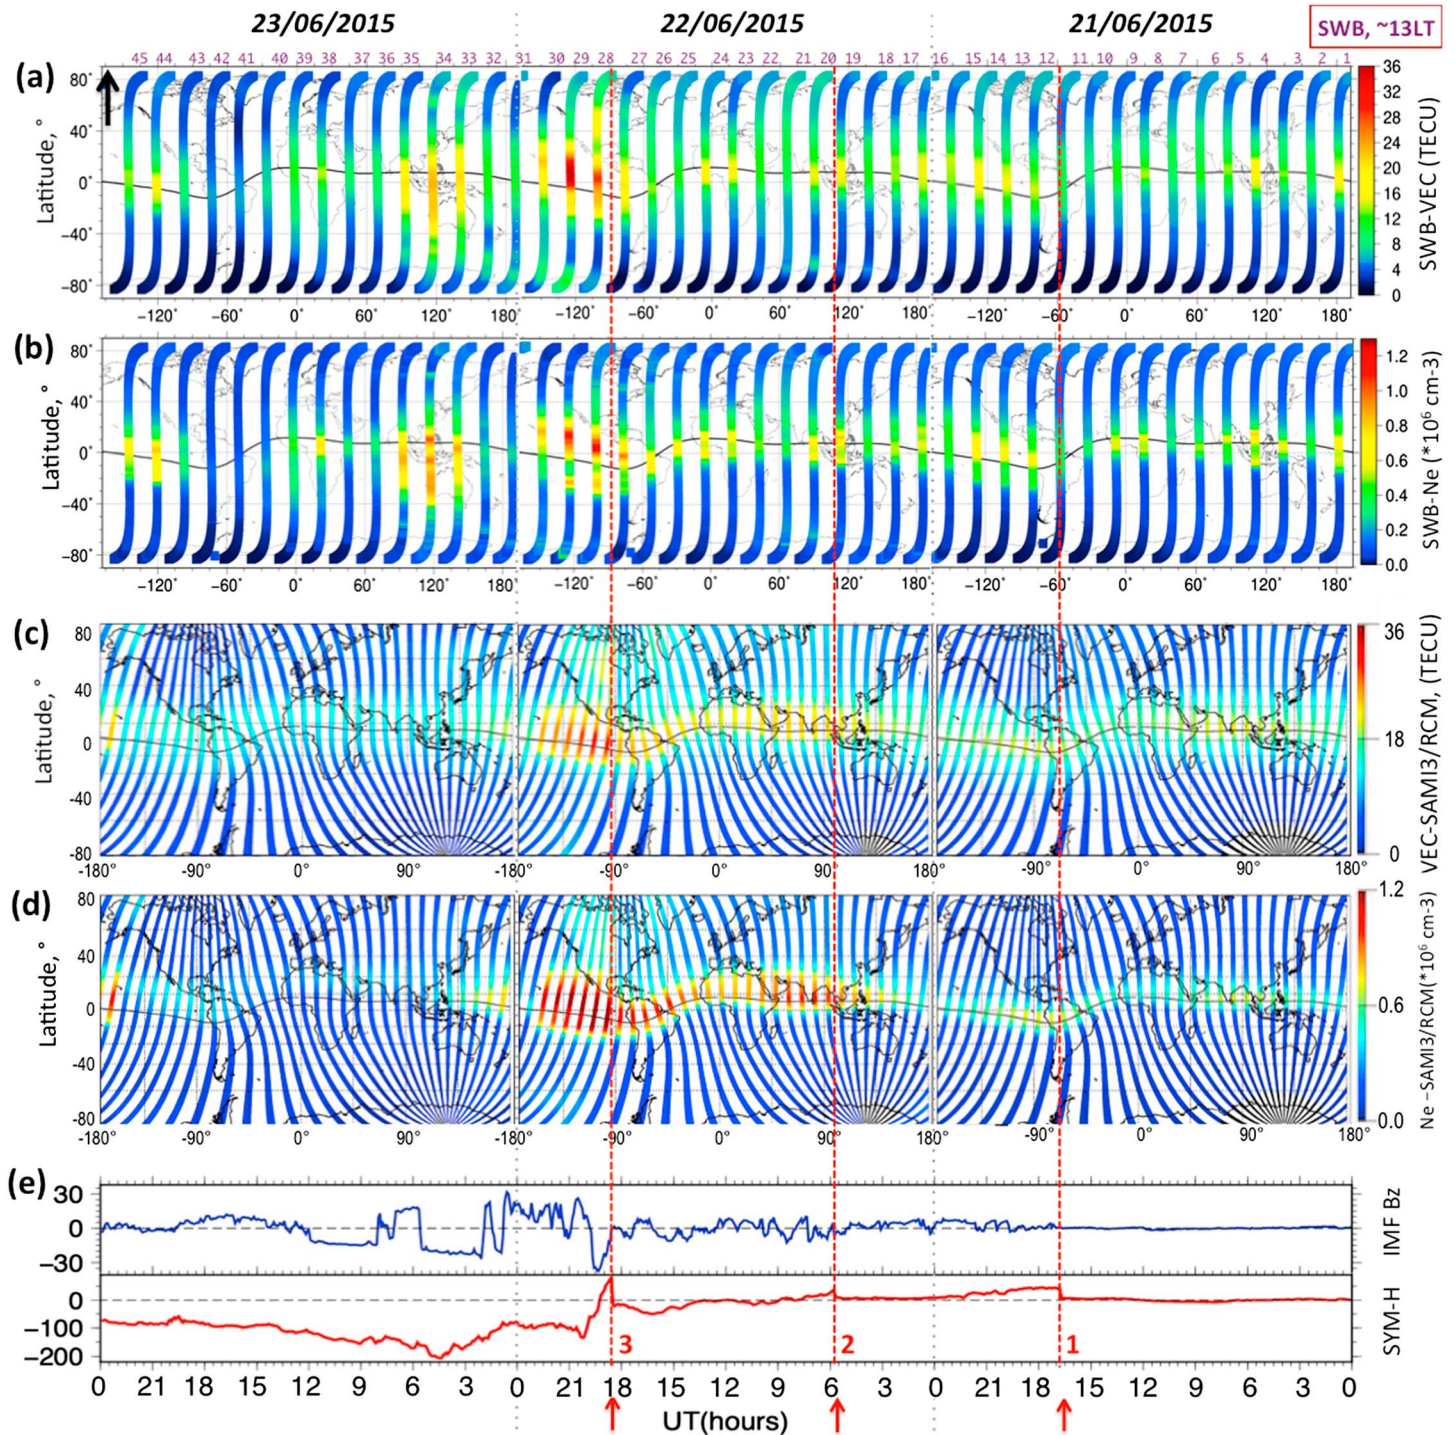 23/06/2015 22/06/2015 21/06/2015 SWB, ~13LT
45 44 43 42 41 40 39 38 37 36 35 34 33 32 31 30 29 28 27 26 25 24 23 22 21 20 19 18 17 16 15 14 13 12 11 10 9 8 7 6 5 4 3 2 1
(a)
Latitude, °
80° 40° 0° −40° −80°
−120° −60° 0° 60° 120° 180° −120° −60° 0° 60° 120° 180° −120° −60 0° 60° 120° 180°
36 32 28 24 20 16 12 8 4 0
SWB-VEC (TECU)
(b)
Latitude, °
80° 40° 0° −40° −80°
−120° −60° 0° 60° 120° 180° −120° −60° 0° 60° 120° 180° −120° −60° 0° 60° 120° 180°
1.2 1.0 0.8 0.6 0.4 0.2 0.0
SWB-Ne (*10⁶ cm-3)
(c)
Latitude, °
80 40 0 -40 -80
-180° -90° 0° 90° -180° -90° 0° 90° 180° -90° 0° 90° 180°
36 18 0
VEC-SAMI3/RCM, (TECU)
(d)
Latitude, °
80 40 0 -40 -80
-180° -90° 0° 90° -180° -90° 0° 90° 180° -90° 0° 90° 180°
1.2 0.6 0.0
Ne −SAMI3/RCM(*10⁶ cm-3)
(e)
30 0 −30
IMF Bz
0 −100 −200
SYM-H
3 2 1
0 21 18 15 12 9 6 3 0 21 18 15 12 9 6 3 0 21 18 15 12 9 6 3 0
UT(hours)